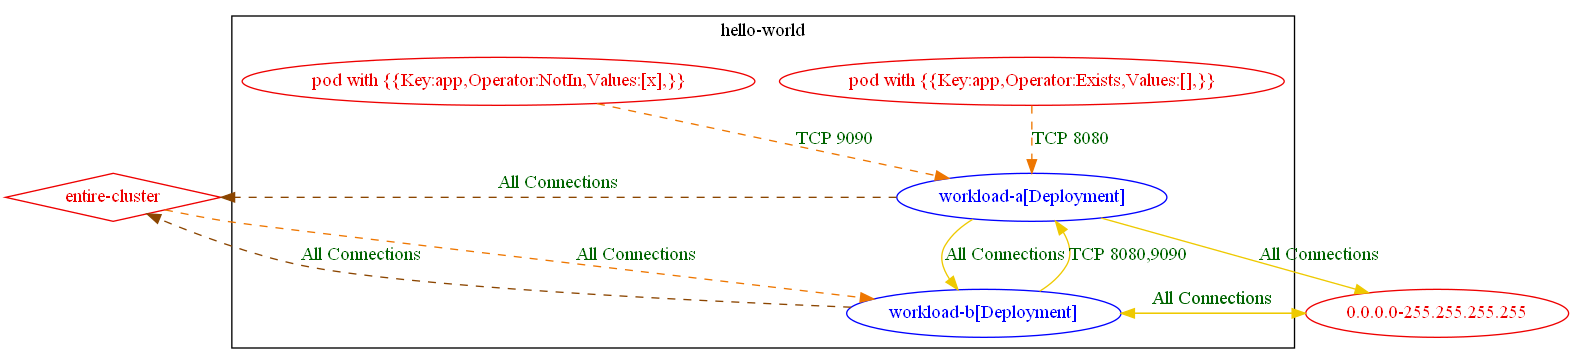 hello-world
pod with {{Key:app,Operator:NotIn,Values:[x],}}
pod with {{Key:app,Operator:Exists,Values:[],}}
TCP 9090
TCP 8080
All Connections
entire-cluster
workload-a[Deployment]
All Connections
All Connections
All Connections
TCP 8080,9090
All Connections
All Connections
workload-b[Deployment]
0.0.0.0-255.255.255.255